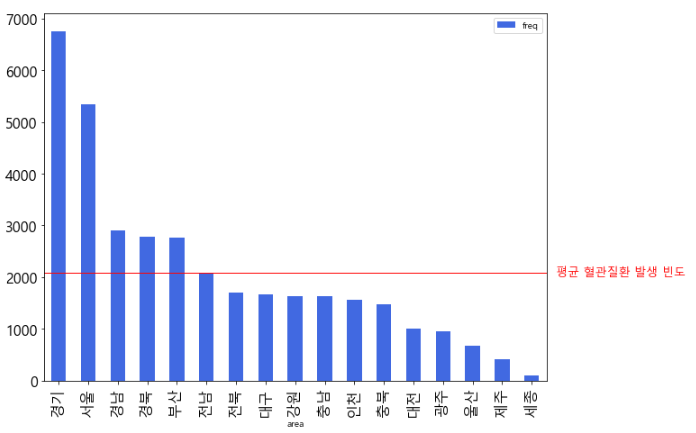 7000
6000
5000
4000
3000
2000
1000
0
freq
평균 혈관질환 발생 빈도
경기
서울
경남
경북
부산
전남
전북
대구
강원
충남
인천
충북
대전
광주
울산
제주
세종
area